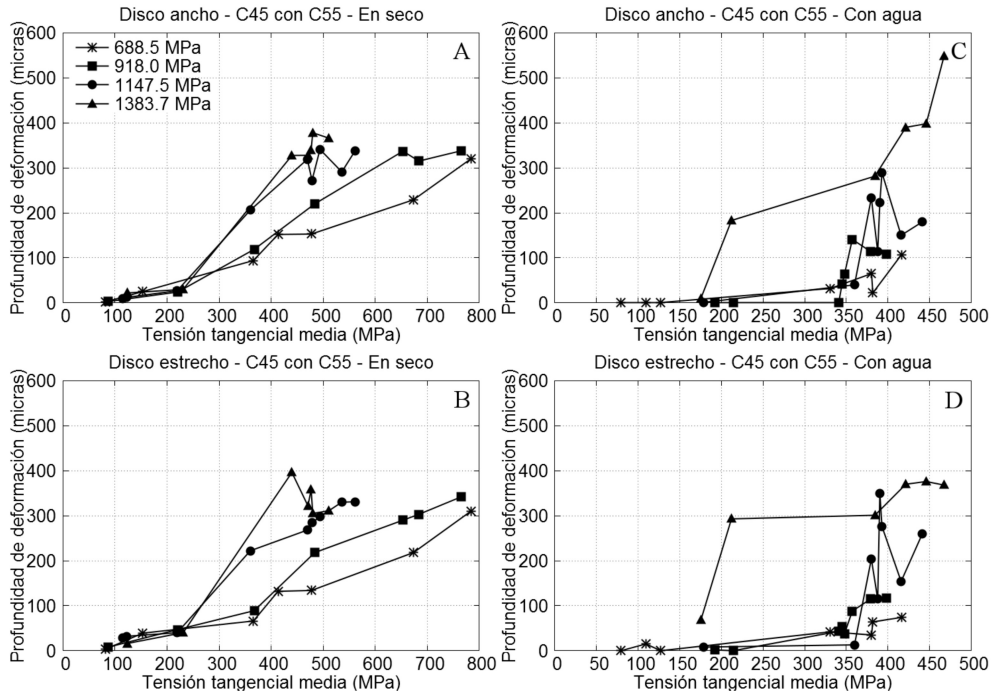 Disco ancho - C45 con C55 - En seco
A
688.5 MPa
918.0 MPa
1147.5 MPa
1383.7 MPa
Profundidad de deformación (micras)
600
500
400
300
200
100
0
0 100 200 300 400 500 600 700 800
Tensión tangencial media (MPa)
Disco ancho - C45 con C55 - Con agua
C
Profundidad de deformación (micras)
600
500
400
300
200
100
0
0 50 100 150 200 250 300 350 400 450 500
Tensión tangencial media (MPa)
Disco estrecho - C45 con C55 - En seco
B
Profundidad de deformación (micras)
600
500
400
300
200
100
0
0 100 200 300 400 500 600 700 800
Tensión tangencial media (MPa)
Disco estrecho - C45 con C55 - Con agua
D
Profundidad de deformación (micras)
600
500
400
300
200
100
0
0 50 100 150 200 250 300 350 400 450 500
Tensión tangencial media (MPa)